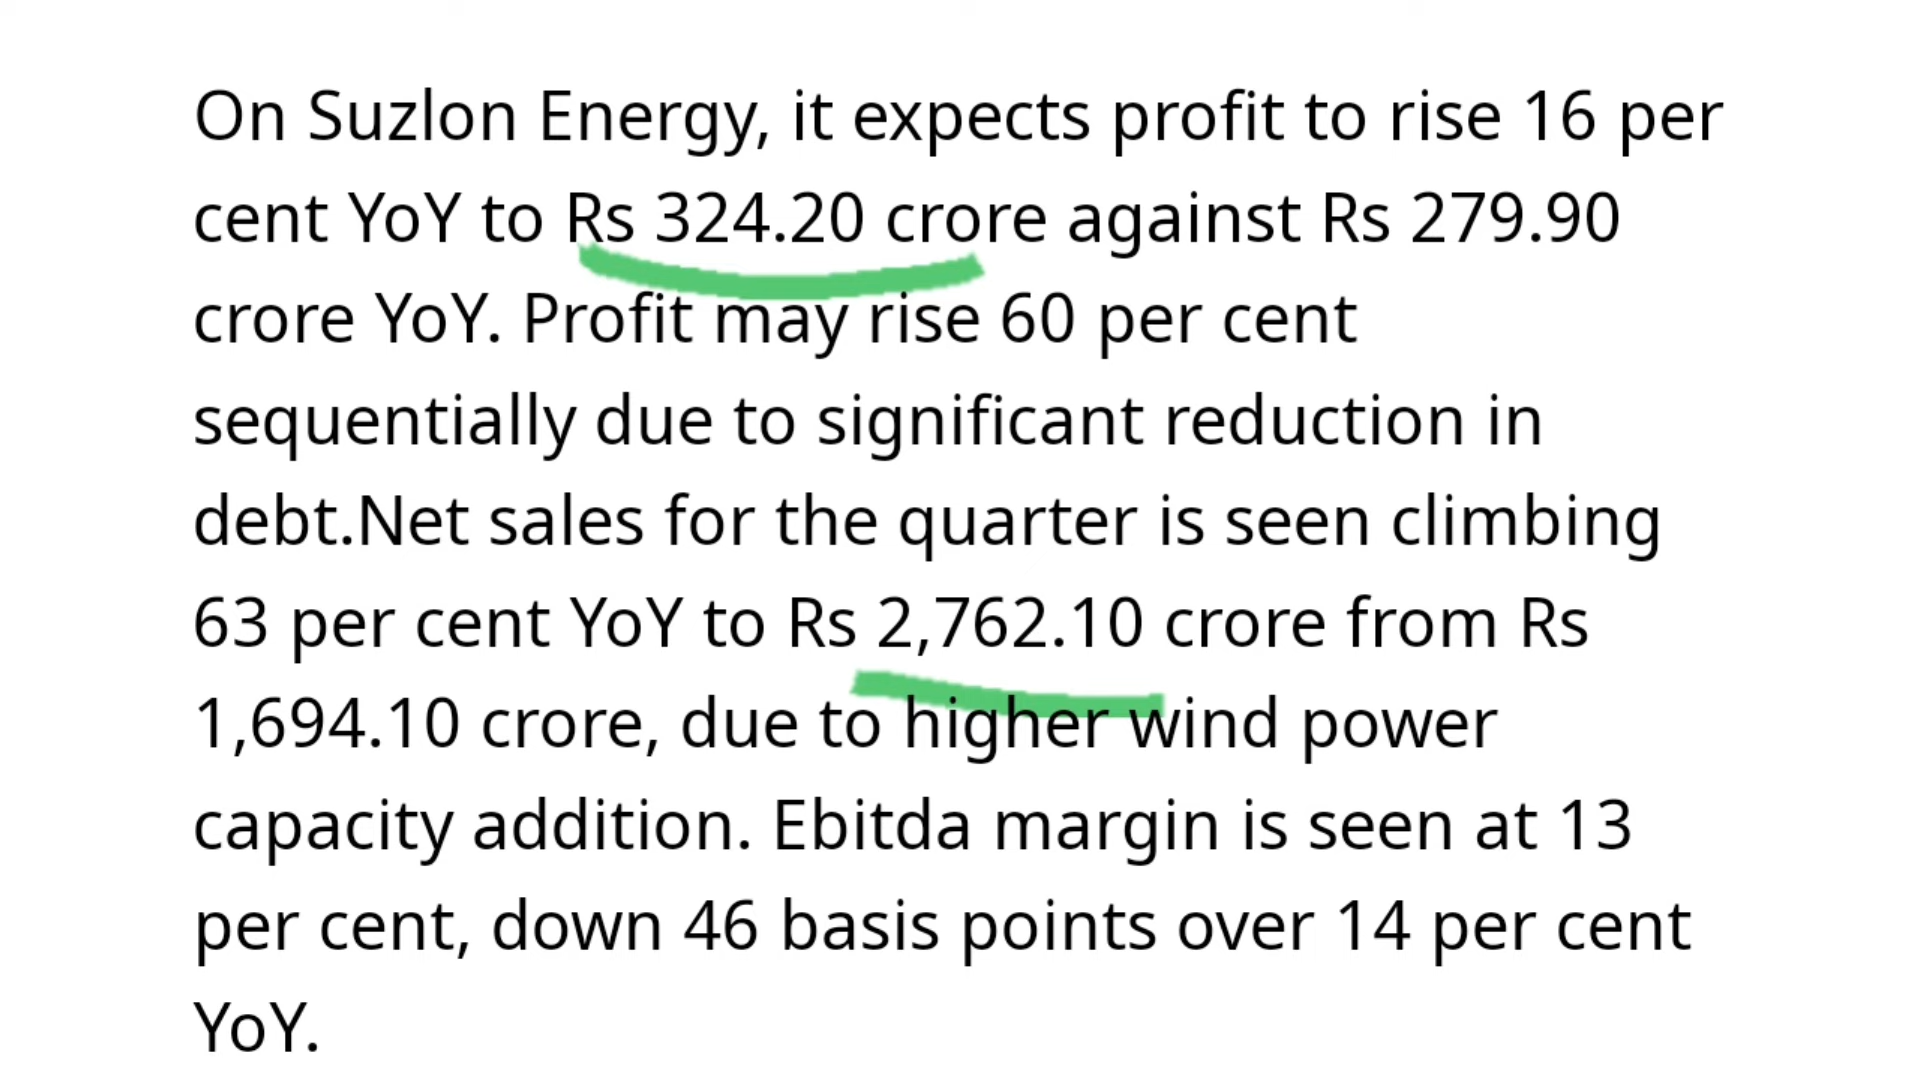 On Suzlon Energy, it expects profit to rise 16 per
cent YoY to Rs 324.20 crore against Rs 279.90
crore YoY. Profit may rise 60 per cent
sequentially due to significant reduction in
debt.Net sales for the quarter is seen climbing
63 per cent YoY to Rs 2,762.10 crore from Rs
1,694.10 crore, due to higher wind power
capacity addition. Ebitda margin is seen at 13
per cent, down 46 basis points over 14 per cent
YoY.